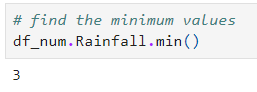 # find the minimum values
df_num.Rainfall.min()
3